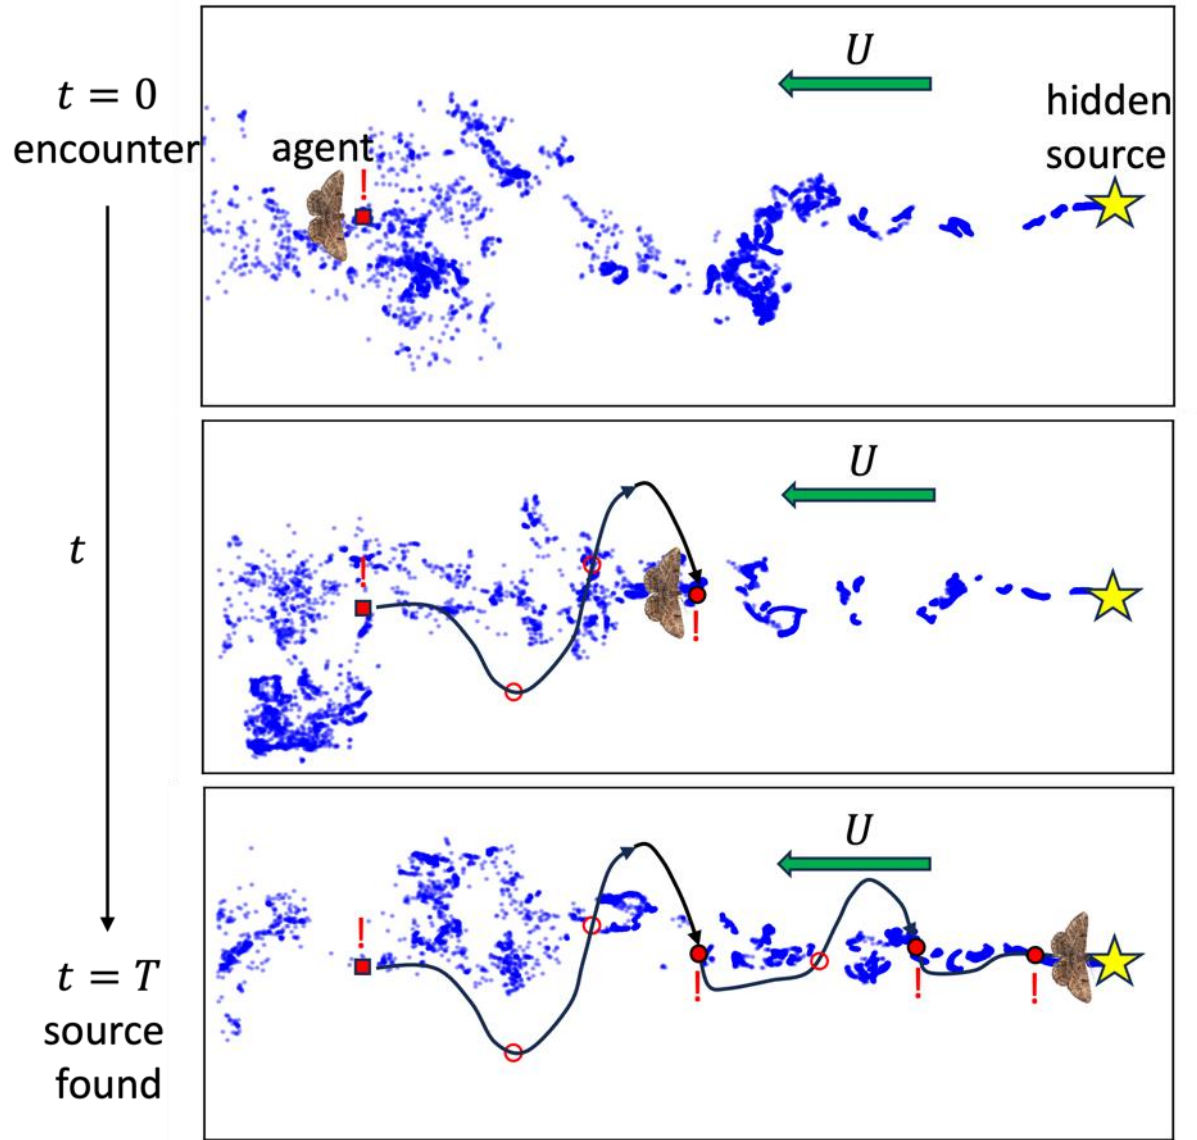 t = 0
encounter
agent
!
U
hidden
source
t
!
!
U
t = T
source
found
!
!
!
!
U